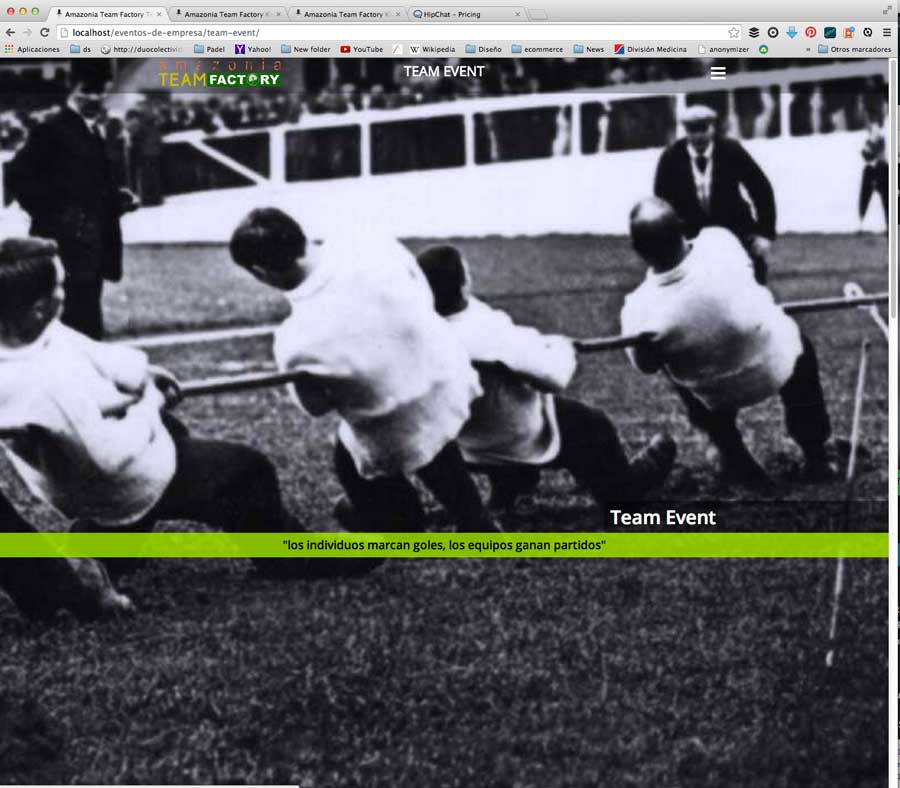 Amazonia Team Factory T
Amazonia Team Factory K
Amazonia Team Factory K
HipChat – Pricing
localhost/eventos-de-empresa/team-event/
Aplicaciones
ds
http://duocolectivi
Padel
Yahoo!
New folder
YouTube
Wikipedia
Diseño
ecommerce
News
División Medicina
anonymizer
» Otros marcadores
amazonia
TEAM FACTORY
TEAM EVENT
Team Event
"los individuos marcan goles, los equipos ganan partidos"